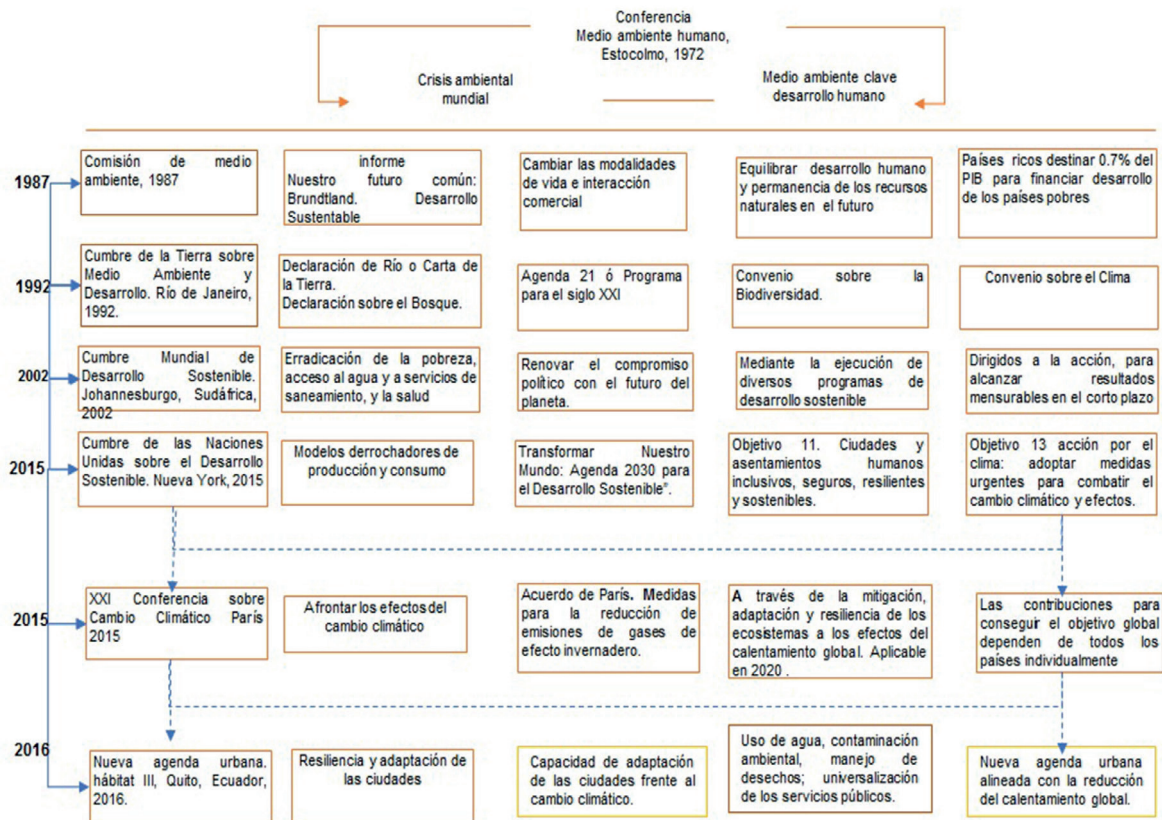 Conferencia
Medio ambiente humano,
Estocolmo, 1972
Crisis ambiental
mundial
Medio ambiente clave
desarrollo humano
1987
Comisión de medio
ambiente, 1987
informe
Nuestro futuro común:
Brundtland. Desarrollo
Sustentable
Cambiar las modalidades
de vida e interacción
comercial
Equilibrar desarrollo humano
y permanencia de los recursos
naturales en el futuro
Países ricos destinar 0.7% del
PIB para financiar desarrollo
de los países pobres
1992
Cumbre de la Tierra sobre
Medio Ambiente y
Desarrollo. Río de Janeiro,
1992.
Declaración de Río o Carta de
la Tierra.
Declaración sobre el Bosque.
Agenda 21 ó Programa
para el siglo XXI
Convenio sobre la
Biodiversidad.
Convenio sobre el Clima
2002
Cumbre Mundial de
Desarrollo Sostenible.
Johannesburgo, Sudáfrica,
2002
Erradicación de la pobreza,
acceso al agua y a servicios de
saneamiento, y la salud
Renovar el compromiso
político con el futuro del
planeta.
Mediante la ejecución de
diversos programas de
desarrollo sostenible
Dirigidos a la acción, para
alcanzar resultados
mensurables en el corto plazo
2015
Cumbre de las Naciones
Unidas sobre el Desarrollo
Sostenible. Nueva York, 2015
Modelos derrochadores de
producción y consumo
Transformar Nuestro
Mundo: Agenda 2030 para
el Desarrollo Sostenible".
Objetivo 11. Ciudades y
asentamientos humanos
inclusivos, seguros, resilientes
y sostenibles.
Objetivo 13 acción por el
clima: adoptar medidas
urgentes para combatir el
cambio climático y efectos.
2015
XXI Conferencia sobre
Cambio Climático París
2015
Afrontar los efectos del
cambio climático
Acuerdo de París. Medidas
para la reducción de
emisiones de gases de
efecto invernadero.
A través de la mitigación,
adaptación y resiliencia de los
ecosistemas a los efectos del
calentamiento global. Aplicable
en 2020 .
Las contribuciones para
conseguir el objetivo global
dependen de todos los
países individualmente
2016
Nueva agenda urbana.
hábitat III, Quito, Ecuador,
2016.
Resiliencia y adaptación de
las ciudades
Capacidad de adaptación
de las ciudades frente al
cambio climático.
Uso de agua, contaminación
ambiental, manejo de
desechos; universalización
de los servicios públicos.
Nueva agenda urbana
alineada con la reducción
del calentamiento global.